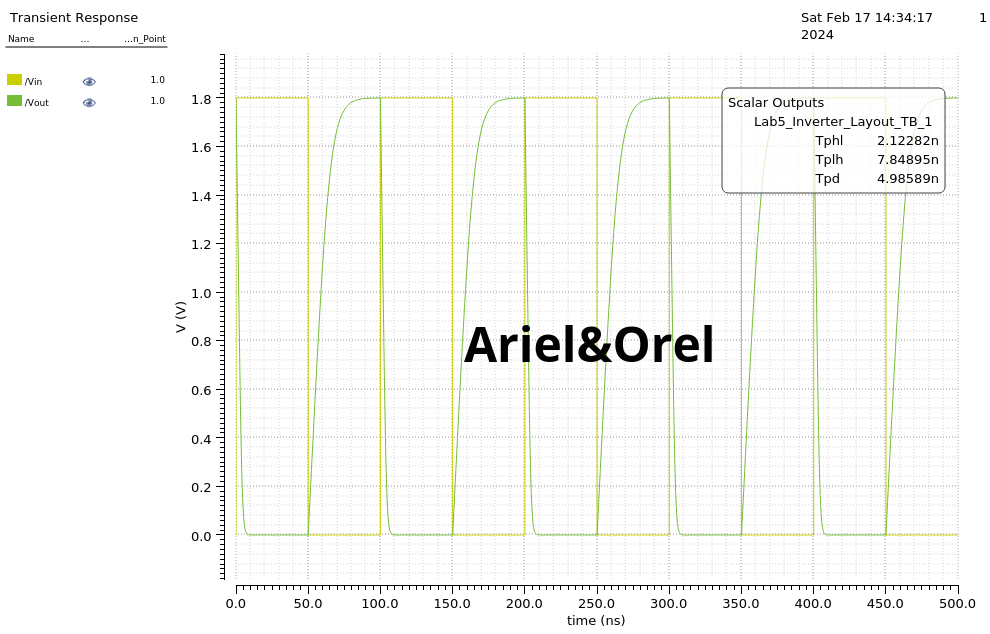 Transient Response
Sat Feb 17 14:34:17 1
2024
Name ... ...n_Point
/Vin 1.0
/Vout 1.0
Scalar Outputs
Lab5_Inverter_Layout_TB_1
Tphl 2.12282n
Tplh 7.84895n
Tpd 4.98589n
1.8
1.6
1.4
1.2
1.0
0.8
0.6
0.4
0.2
0.0
V (V)
Ariel&Orel
0.0 50.0 100.0 150.0 200.0 250.0 300.0 350.0 400.0 450.0 500.0
time (ns)